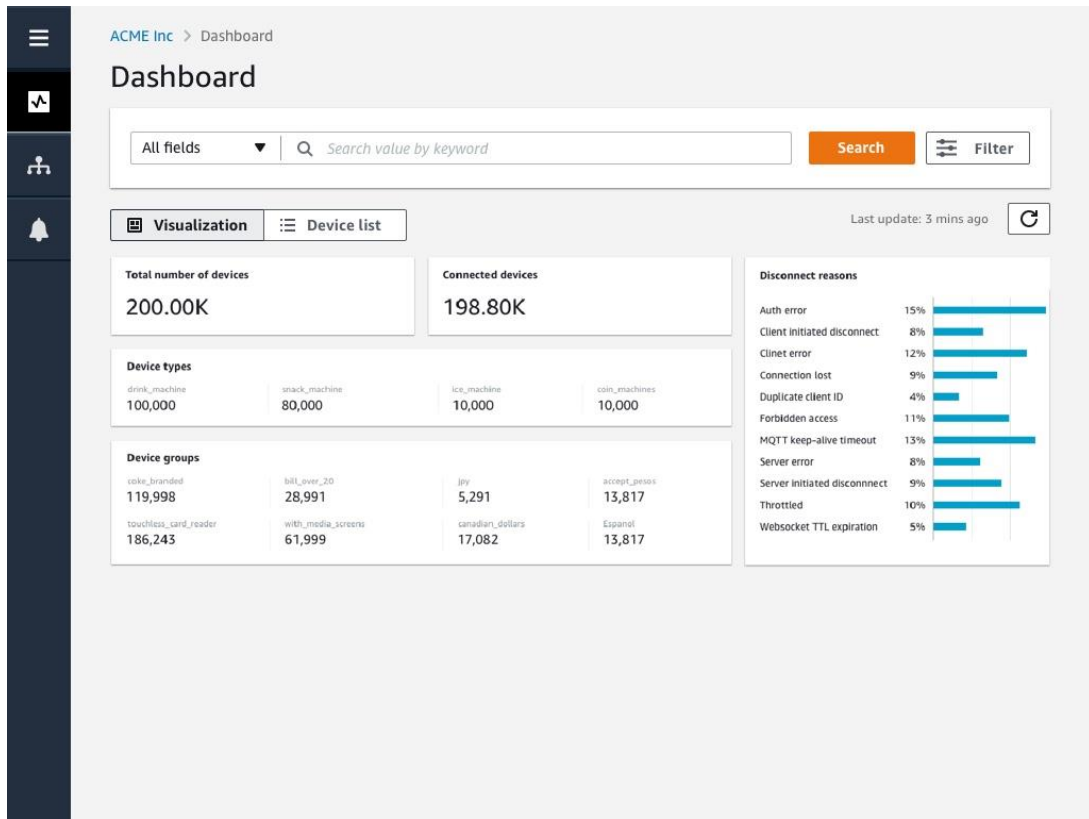 ACME Inc > Dashboard
Dashboard
All fields
Search value by keyword
Search
Filter
Visualization
Device list
Last update: 3 mins ago
Total number of devices
200.00K
Connected devices
198.80K
Device types
drink_machine
snack_machine
ice_machine
coin_machines
100,000
80,000
10,000
10,000
Device groups
coke_branded
bill_over_20
jpy
accept_pesos
119,998
28,991
5,291
13,817
touchless_card_reader
with_media_screens
canadian_dollars
Espanol
186,243
61,999
17,082
13,817
Disconnect reasons
Auth error 15%
Client initiated disconnect 8%
Clinet error 12%
Connection lost 9%
Duplicate client ID 4%
Forbidden access 11%
MQTT keep-alive timeout 13%
Server error 8%
Server initiated disconnnect 9%
Throttled 10%
Websocket TTL expiration 5%